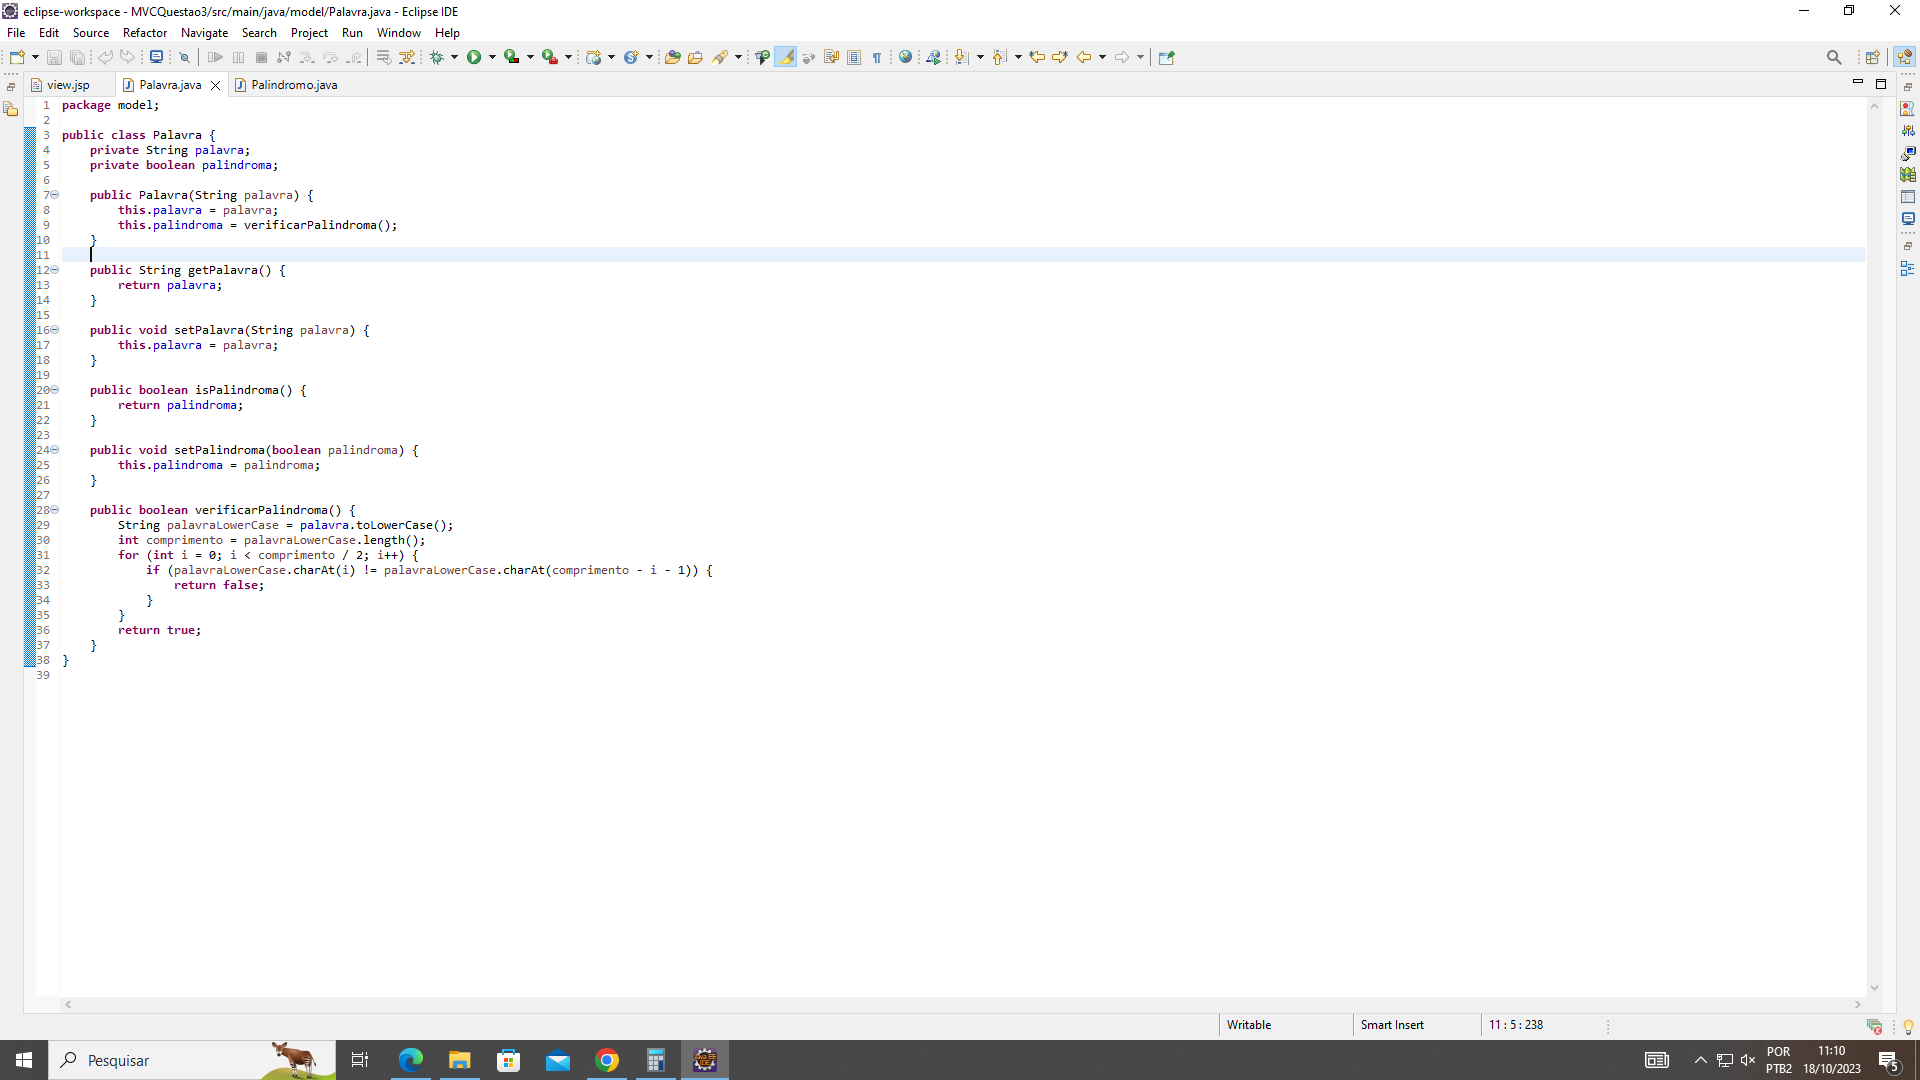 eclipse-workspace - MVCQuestao3/src/main/java/model/Palavra.java - Eclipse IDE
File Edit Source Refactor Navigate Search Project Run Window Help
view.jsp Palavra.java Palindromo.java
1 package model;
2
3 public class Palavra {
4 private String palavra;
5 private boolean palindroma;
6
7 public Palavra(String palavra) {
8 this.palavra = palavra;
9 this.palindroma = verificarPalindroma();
10 }
11
12 public String getPalavra() {
13 return palavra;
14 }
15
16 public void setPalavra(String palavra) {
17 this.palavra = palavra;
18 }
19
20 public boolean isPalindroma() {
21 return palindroma;
22 }
23
24 public void setPalindroma(boolean palindroma) {
25 this.palindroma = palindroma;
26 }
27
28 public boolean verificarPalindroma() {
29 String palavraLowerCase = palavra.toLowerCase();
30 int comprimento = palavraLowerCase.length();
31 for (int i = 0; i < comprimento / 2; i++) {
32 if (palavraLowerCase.charAt(i) != palavraLowerCase.charAt(comprimento - i - 1)) {
33 return false;
34 }
35 }
36 return true;
37 }
38 }
39
Writable Smart Insert 11 : 5 : 238
Pesquisar
POR 11:10
PTB2 18/10/2023 5